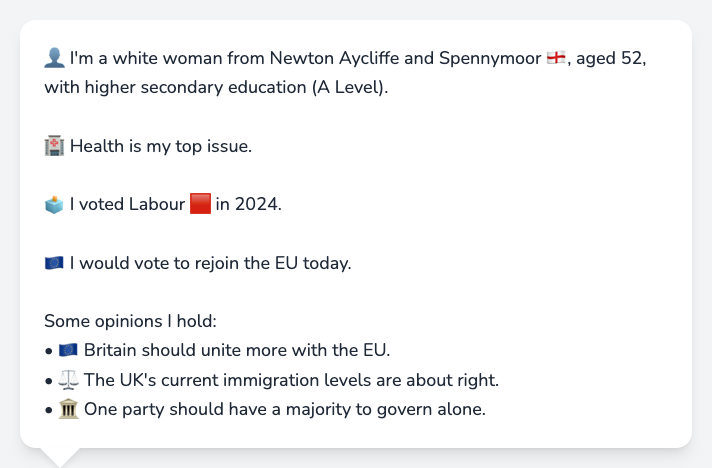 👤 I'm a white woman from Newton Aycliffe and Spennymoor 🏴󠁧󠁢󠁥󠁮󠁧󠁿, aged 52,
with higher secondary education (A Level).
🏥 Health is my top issue.
🗳️ I voted Labour 🟥 in 2024.
🇪🇺 I would vote to rejoin the EU today.
Some opinions I hold:
• 🇪🇺 Britain should unite more with the EU.
• ⚖️ The UK's current immigration levels are about right.
• 🏛️ One party should have a majority to govern alone.